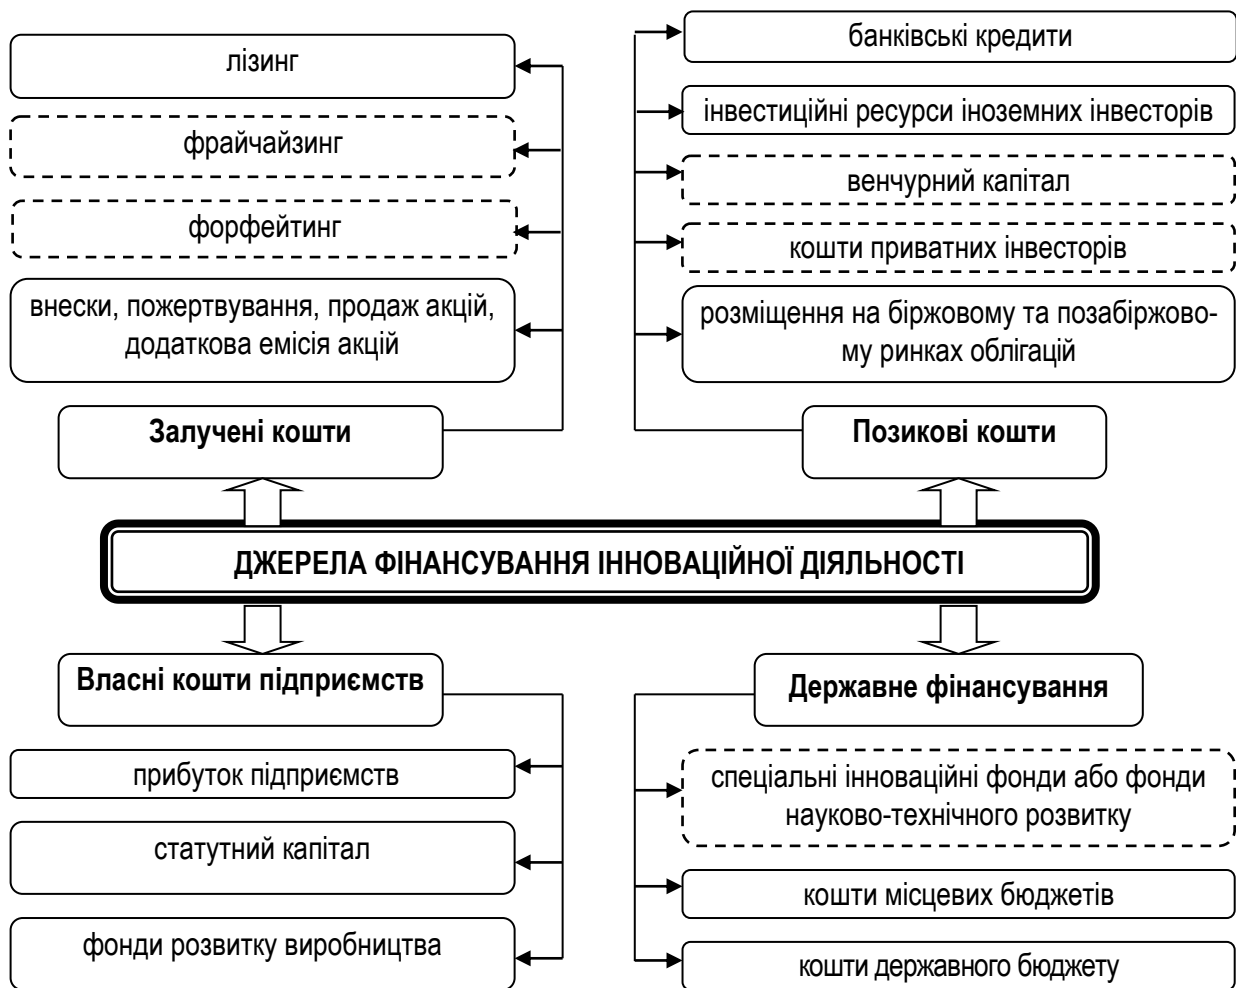 лізинг
фрайчайзинг
форфейтинг
внески, пожертвування, продаж акцій,
додаткова емісія акцій
Залучені кошти
банківські кредити
інвестиційні ресурси іноземних інвесторів
венчурний капітал
кошти приватних інвесторів
розміщення на біржовому та позабіржово-
му ринках облігацій
Позикові кошти
ДЖЕРЕЛА ФІНАНСУВАННЯ ІННОВАЦІЙНОЇ ДІЯЛЬНОСТІ
Власні кошти підприємств
прибуток підприємств
статутний капітал
фонди розвитку виробництва
Державне фінансування
спеціальні інноваційні фонди або фонди
науково-технічного розвитку
кошти місцевих бюджетів
кошти державного бюджету